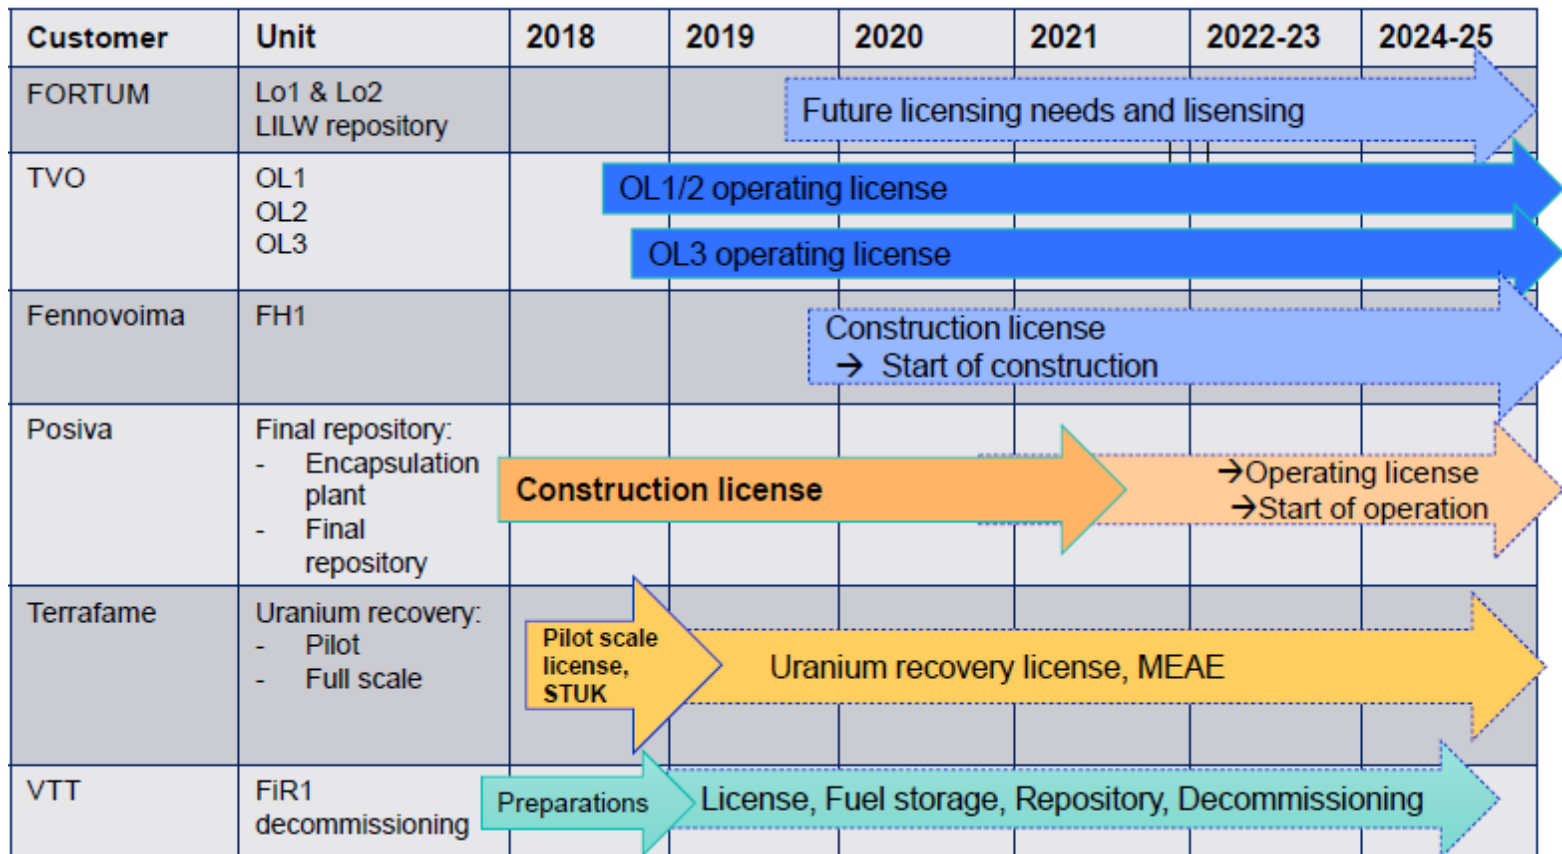 Customer Unit 2018 2019 2020 2021 2022-23 2024-25
FORTUM
Lo1 & Lo2
LILW repository
Future licensing needs and lisensing
TVO
OL1
OL2
OL3
OL1/2 operating license
OL3 operating license
Fennovoima
FH1
Construction license
→ Start of construction
Posiva
Final repository:
- Encapsulation
plant
- Final
repository
Construction license
→Operating license
→Start of operation
Terrafame
Uranium recovery:
- Pilot
- Full scale
Pilot scale
license,
STUK
Uranium recovery license, MEAE
VTT
FiR1
decommissioning
Preparations
License, Fuel storage, Repository, Decommissioning